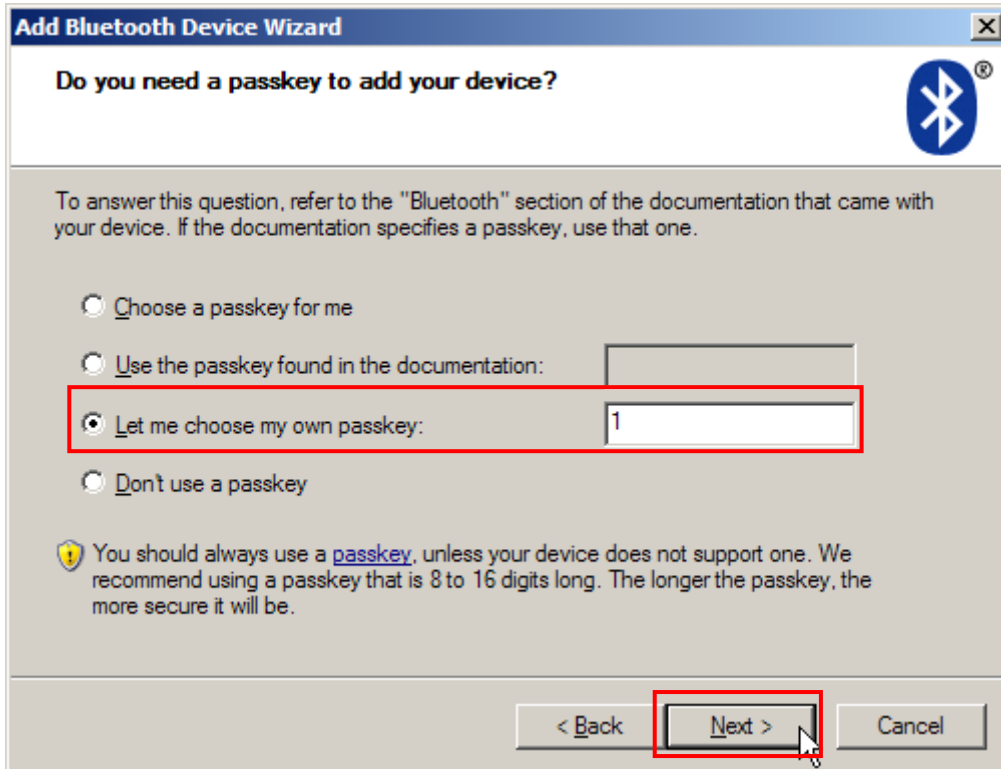 Add Bluetooth Device Wizard
Do you need a passkey to add your device?
®
To answer this question, refer to the "Bluetooth" section of the documentation that came with
your device. If the documentation specifies a passkey, use that one.
Choose a passkey for me
Use the passkey found in the documentation:
Let me choose my own passkey: 1
Don't use a passkey
You should always use a passkey, unless your device does not support one. We
recommend using a passkey that is 8 to 16 digits long. The longer the passkey, the
more secure it will be.
< Back Next > Cancel